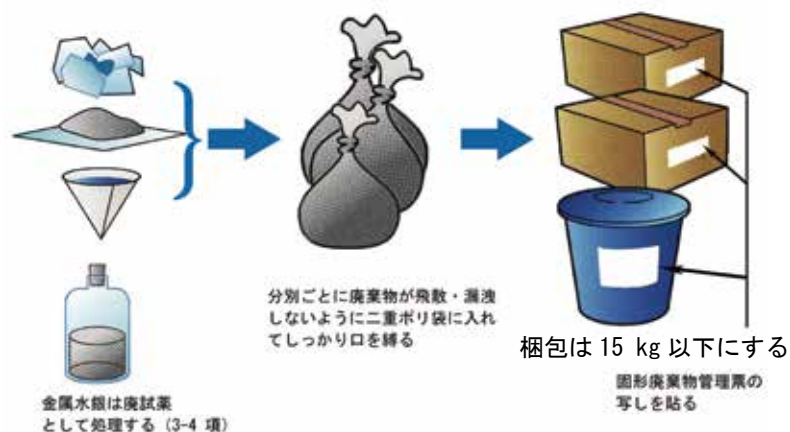 分別ごとに廃棄物が飛散・漏洩
しないように二重ポリ袋に入れ
てしっかり口を縛る
梱包は 15 kg 以下にする
固形廃棄物管理票の
写しを貼る
金属水銀は廃試薬
として処理する（3-4 項）